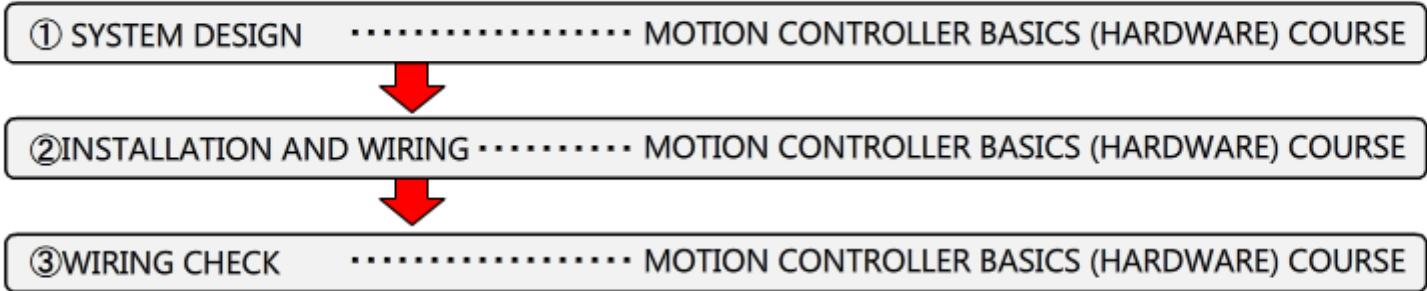 ① SYSTEM DESIGN ・・・・・・・・・・・・・・・・・・ MOTION CONTROLLER BASICS (HARDWARE) COURSE
②INSTALLATION AND WIRING・・・・・・・・・・ MOTION CONTROLLER BASICS (HARDWARE) COURSE
③WIRING CHECK ・・・・・・・・・・・・・・・・・・ MOTION CONTROLLER BASICS (HARDWARE) COURSE